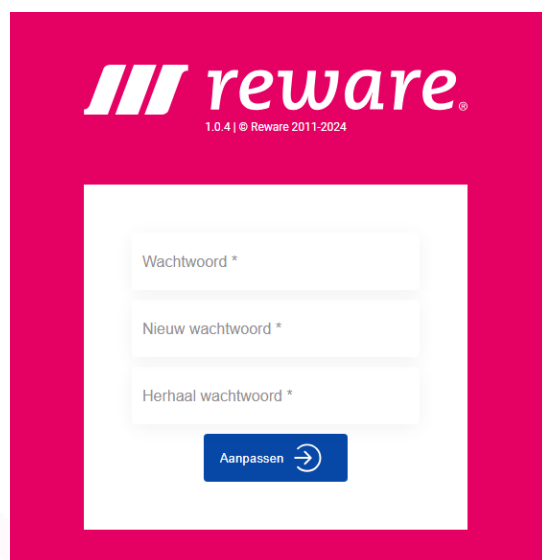 reware®
1.0.4 | © Reware 2011-2024
Wachtwoord *
Nieuw wachtwoord *
Herhaal wachtwoord *
Aanpassen